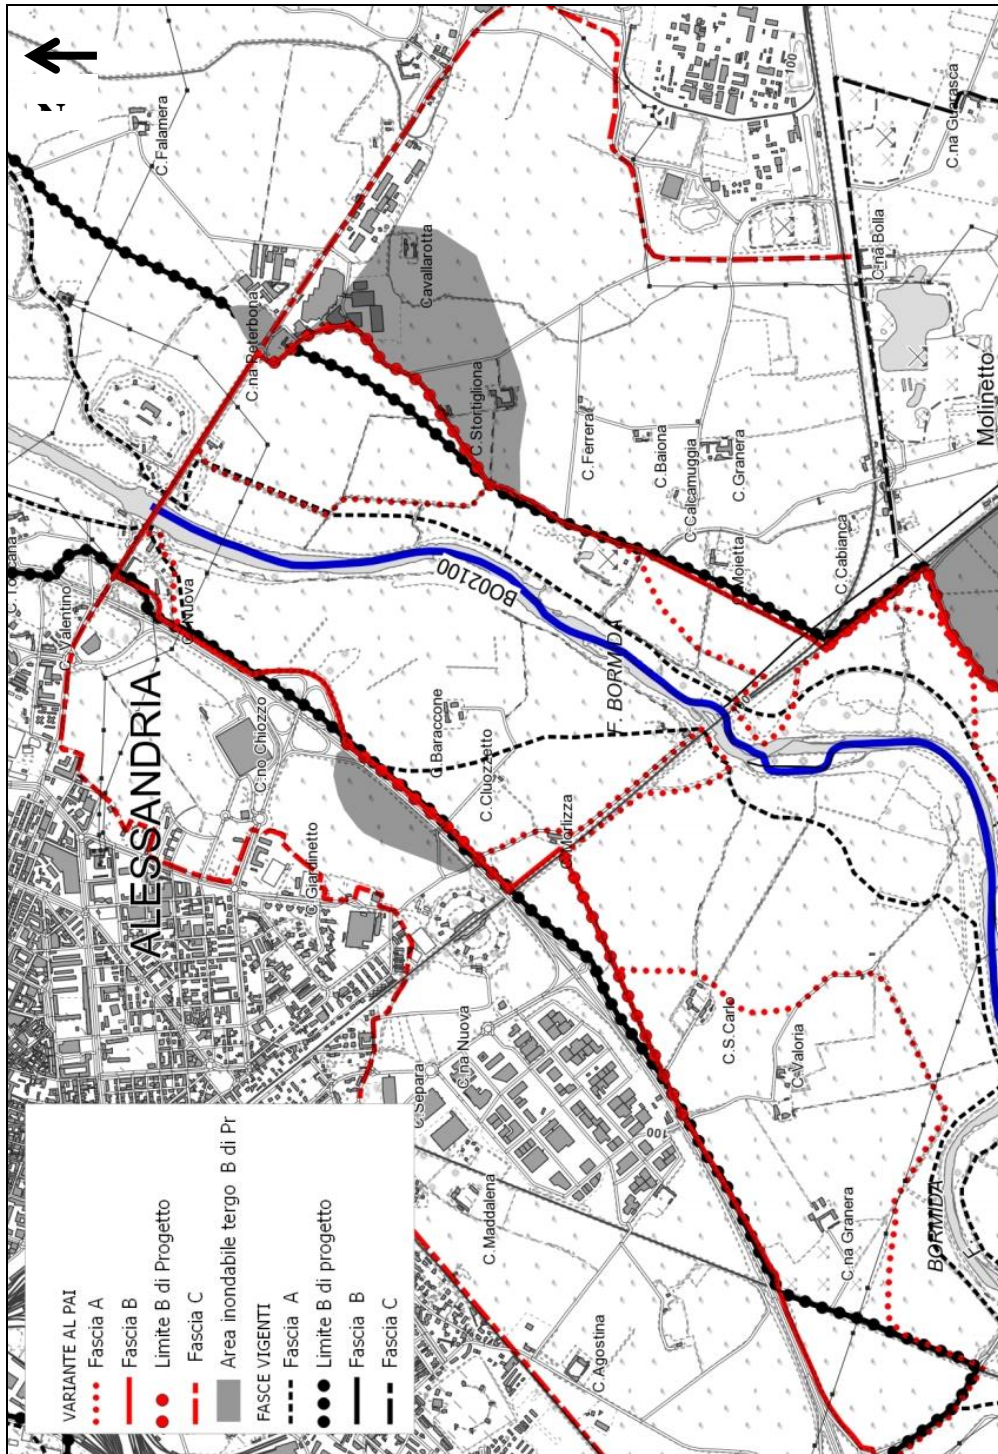 VARIANTE AL PAI
Fascia A
Fascia B
Limite B di Progetto
Fascia C
Area inondabile tergo B di Pr
FASCE VIGENTI
Fascia A
Limite B di progetto
Fascia B
Fascia C
ALESSANDRIA
C. Valentino
C. Nuova
C.no Chiozzo
C. Giardinetto
G.Baraccone
C. Cluozzetto
C. Morlizza
C.na Nuova
C.Separa
C.Maddalena
C. Agostina
C.S.Carlo
C.-Valoria
C.na Granera
BORMIDA
F. BORMIDA
BO02100
C.Falamera
C.na Peterbona
Cavallarotta
C.Stortigliona
C.Ferrera
C.Baiona
C.Calcamuggia
C.Granera
C.Moietta
C. Cabianca
C.na Bolla
C.na Guarasca
Molinetto
100
100